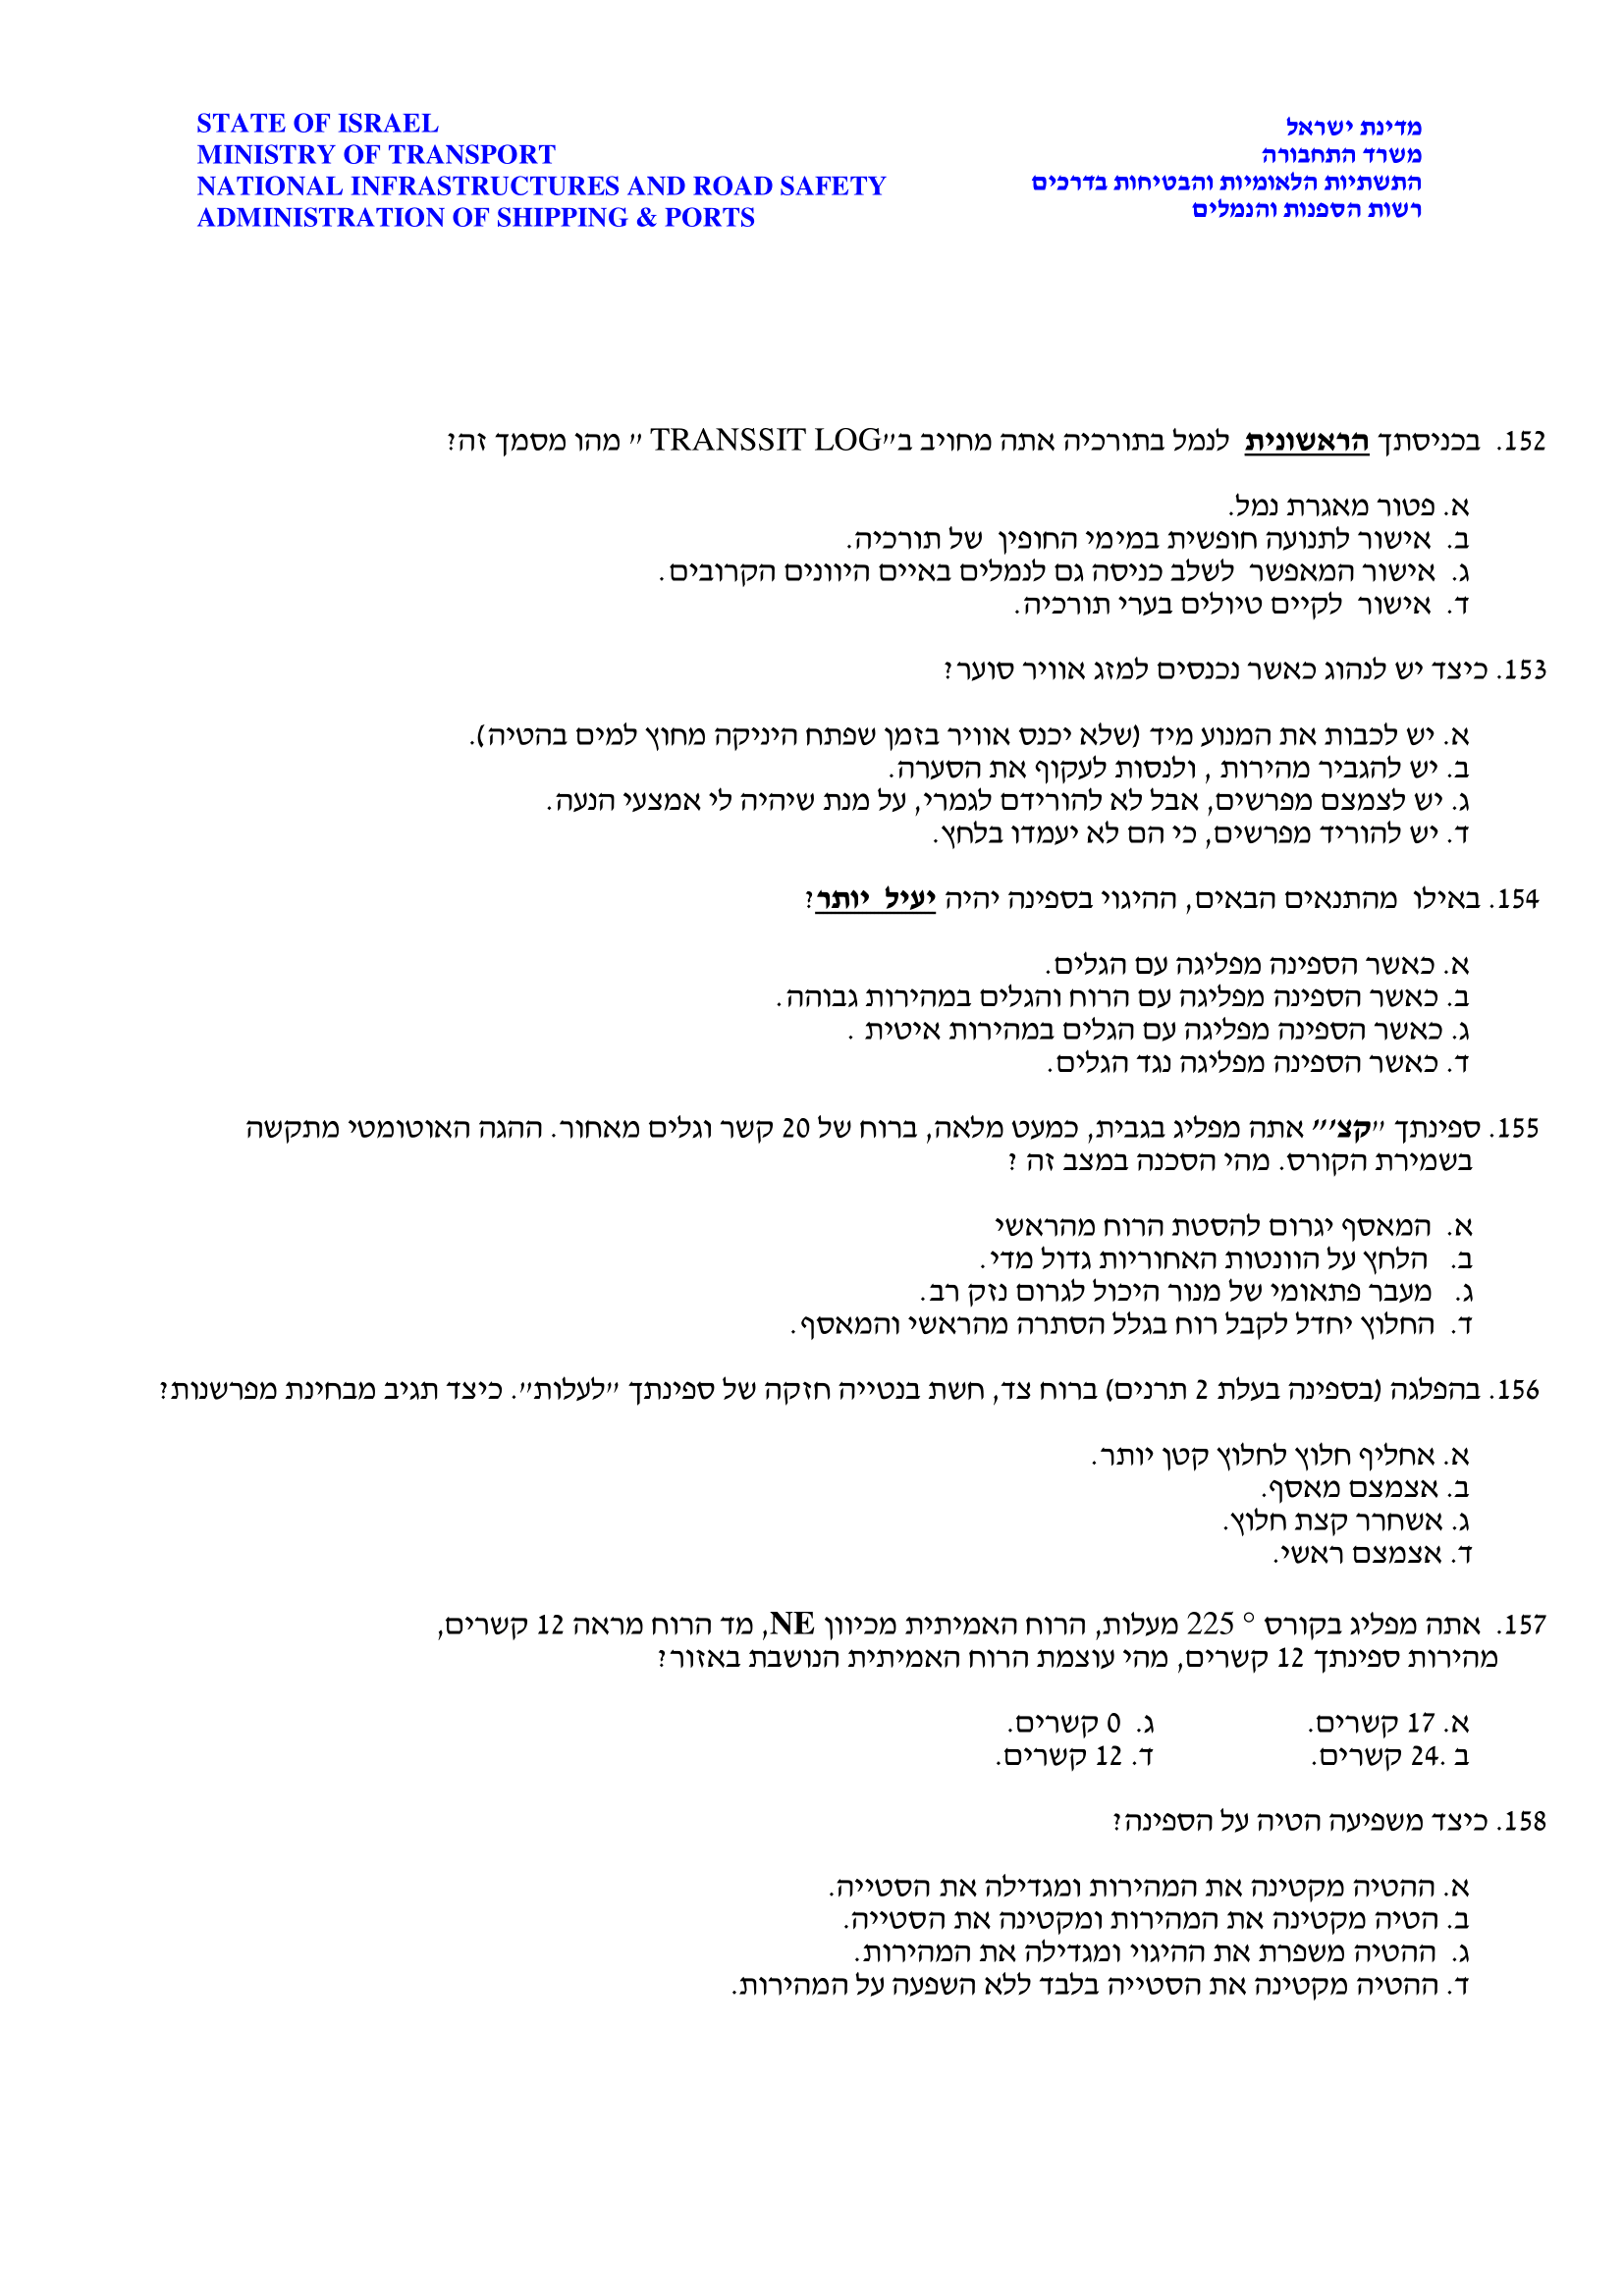 STATE OF ISRAEL
MINISTRY OF TRANSPORT
NATIONAL INFRASTRUCTURES AND ROAD SAFETY
ADMINISTRATION OF SHIPPING & PORTS
מדינת ישראל
משרד התחבורה
התשתיות הלאומיות והבטיחות בדרכים
רשות הספנות והנמלים
152. בכניסתך הראשונית לנמל בתורכיה אתה מחויב ב"TRANSSIT LOG " מהו מסמך זה?
א. פטור מאגרת נמל.
ב. אישור לתנועה חופשית במימי החופין של תורכיה.
ג. אישור המאפשר לשלב כניסה גם לנמלים באיים היוונים הקרובים.
ד. אישור לקיים טיולים בערי תורכיה.
153. כיצד יש לנהוג כאשר נכנסים למזג אוויר סוער?
א. יש לכבות את המנוע מיד (שלא יכנס אוויר בזמן שפתח היניקה מחוץ למים בהטיה).
ב. יש להגביר מהירות , ולנסות לעקוף את הסערה.
ג. יש לצמצם מפרשים, אבל לא להורידם לגמרי, על מנת שיהיה לי אמצעי הנעה.
ד. יש להוריד מפרשים, כי הם לא יעמדו בלחץ.
154. באילו מהתנאים הבאים, ההיגוי בספינה יהיה יעיל יותר?
א. כאשר הספינה מפליגה עם הגלים.
ב. כאשר הספינה מפליגה עם הרוח והגלים במהירות גבוהה.
ג. כאשר הספינה מפליגה עם הגלים במהירות איטית .
ד. כאשר הספינה מפליגה נגד הגלים.
155. ספינתך "קצ'" אתה מפליג בגבית, כמעט מלאה, ברוח של 20 קשר וגלים מאחור. ההגה האוטומטי מתקשה
בשמירת הקורס. מהי הסכנה במצב זה ?
א. המאסף יגרום להסטת הרוח מהראשי
ב. הלחץ על הוונטות האחוריות גדול מדי.
ג. מעבר פתאומי של מנור היכול לגרום נזק רב.
ד. החלוץ יחדל לקבל רוח בגלל הסתרה מהראשי והמאסף.
156. בהפלגה (בספינה בעלת 2 תרנים) ברוח צד, חשת בנטייה חזקה של ספינתך "לעלות". כיצד תגיב מבחינת מפרשנות?
א. אחליף חלוץ לחלוץ קטן יותר.
ב. אצמצם מאסף.
ג. אשחרר קצת חלוץ.
ד. אצמצם ראשי.
157. אתה מפליג בקורס ° 225 מעלות, הרוח האמיתית מכיוון NE, מד הרוח מראה 12 קשרים,
מהירות ספינתך 12 קשרים, מהי עוצמת הרוח האמיתית הנושבת באזור?
א. 17 קשרים. ג. 0 קשרים.
ב .24 קשרים. ד. 12 קשרים.
158. כיצד משפיעה הטיה על הספינה?
א. ההטיה מקטינה את המהירות ומגדילה את הסטייה.
ב. הטיה מקטינה את המהירות ומקטינה את הסטייה.
ג. ההטיה משפרת את ההיגוי ומגדילה את המהירות.
ד. ההטיה מקטינה את הסטייה בלבד ללא השפעה על המהירות.